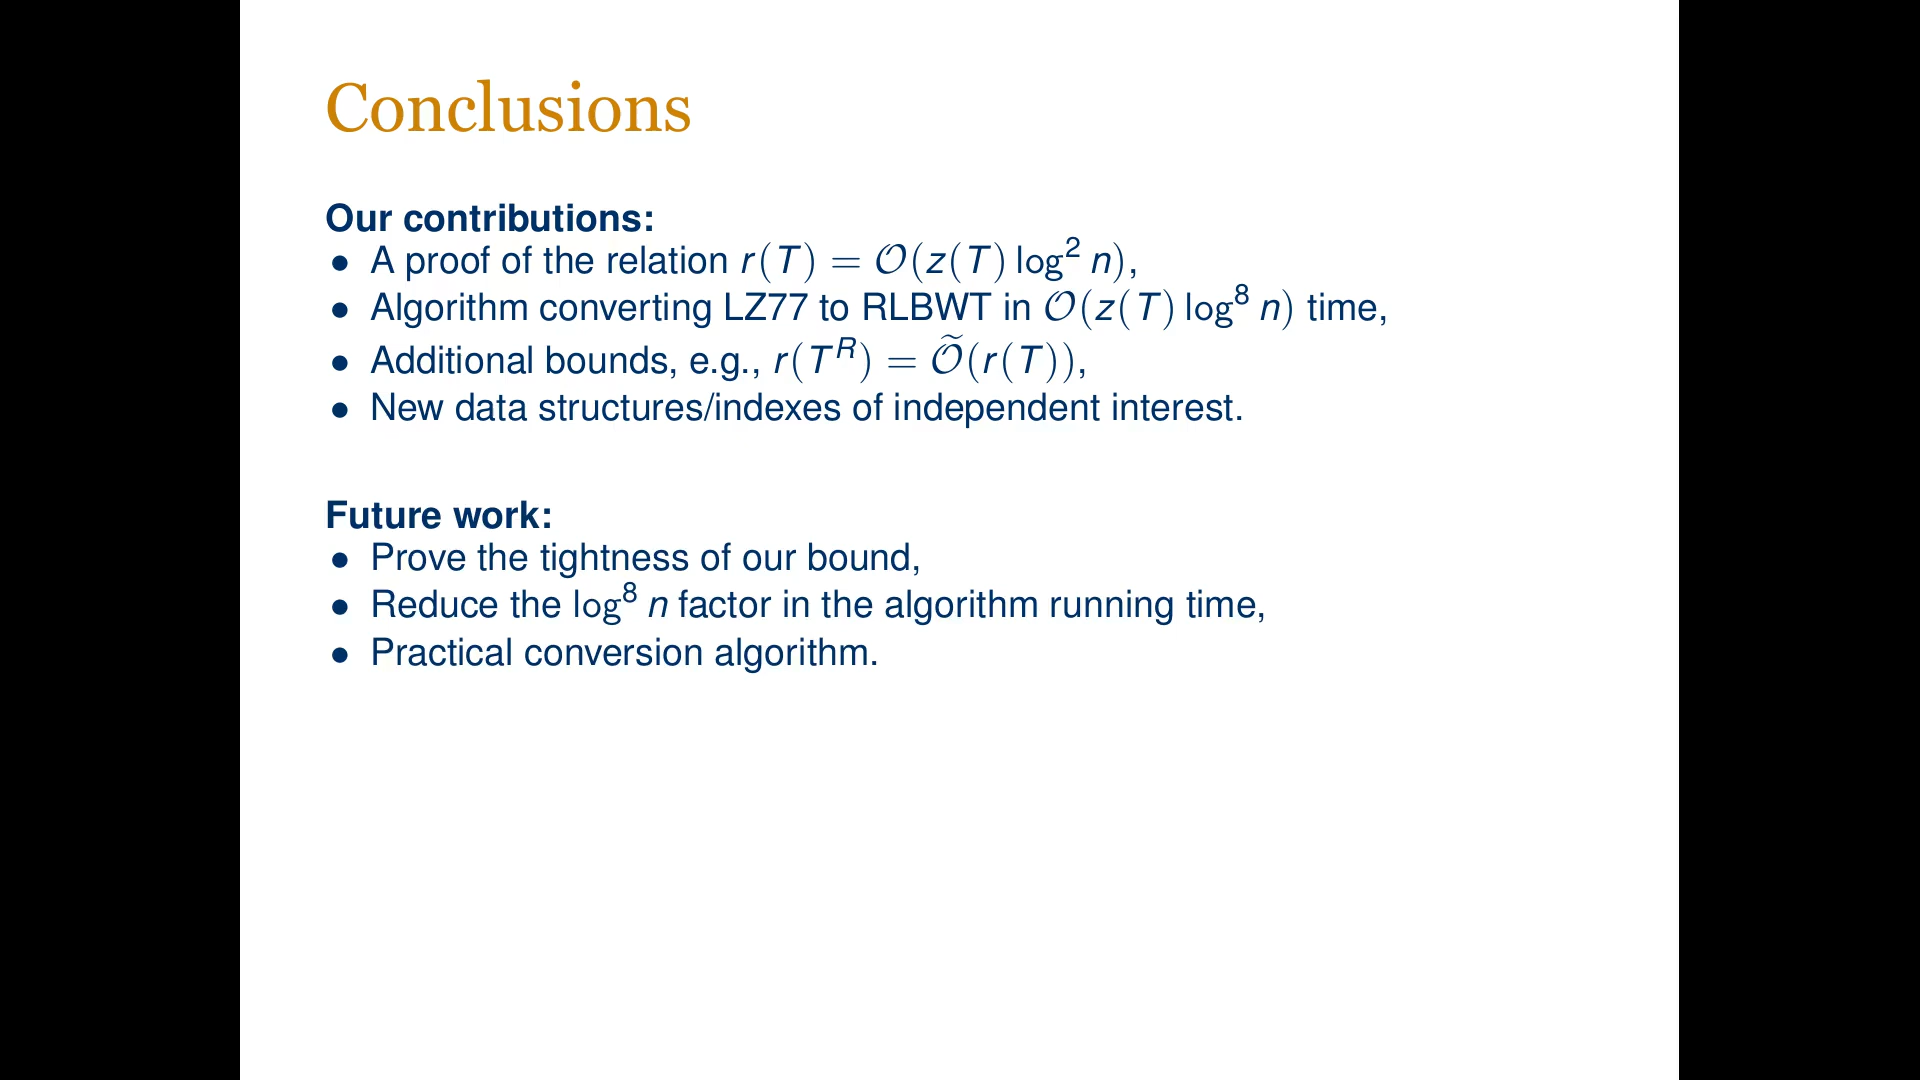 Conclusions
Our contributions:
• A proof of the relation r(T) = 𝒪(z(T) log² n),
• Algorithm converting LZ77 to RLBWT in 𝒪(z(T) log⁸ n) time,
• Additional bounds, e.g., r(Tᴿ) = 𝒪̃(r(T)),
• New data structures/indexes of independent interest.
Future work:
• Prove the tightness of our bound,
• Reduce the log⁸ n factor in the algorithm running time,
• Practical conversion algorithm.